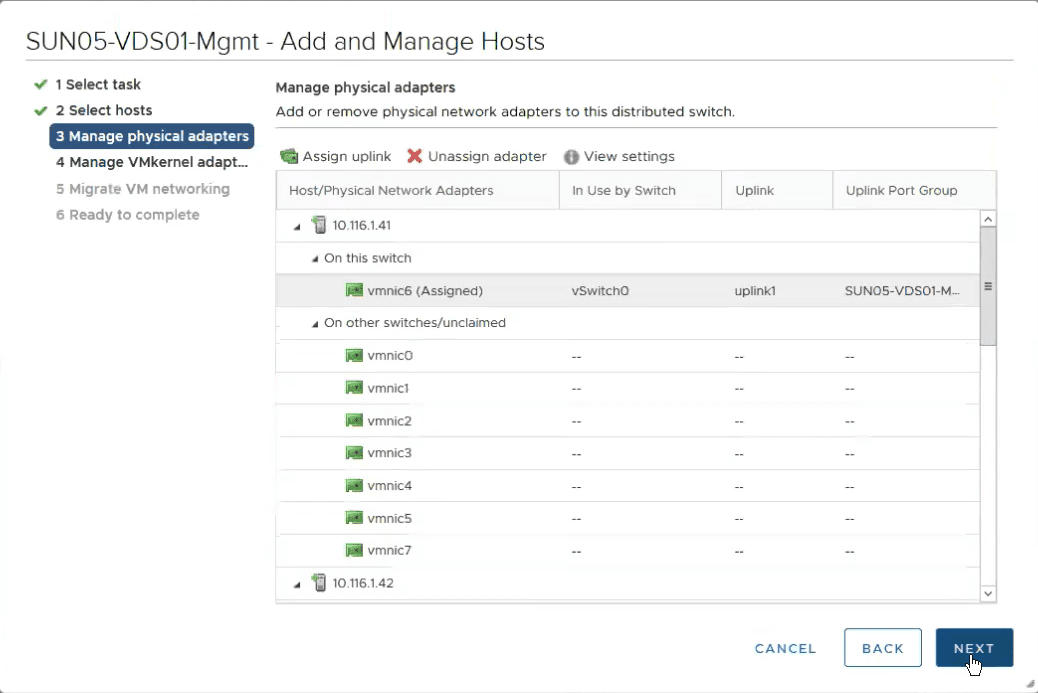 SUN05-VDS01-Mgmt - Add and Manage Hosts
1 Select task
2 Select hosts
3 Manage physical adapters
4 Manage VMkernel adapt...
5 Migrate VM networking
6 Ready to complete
Manage physical adapters
Add or remove physical network adapters to this distributed switch.
Assign uplink Unassign adapter View settings
Host/Physical Network Adapters In Use by Switch Uplink Uplink Port Group
10.116.1.41
On this switch
vmnic6 (Assigned) vSwitch0 uplink1 SUN05-VDS01-M...
On other switches/unclaimed
vmnic0 -- -- --
vmnic1 -- -- --
vmnic2 -- -- --
vmnic3 -- -- --
vmnic4 -- -- --
vmnic5 -- -- --
vmnic7 -- -- --
10.116.1.42
CANCEL BACK NEXT